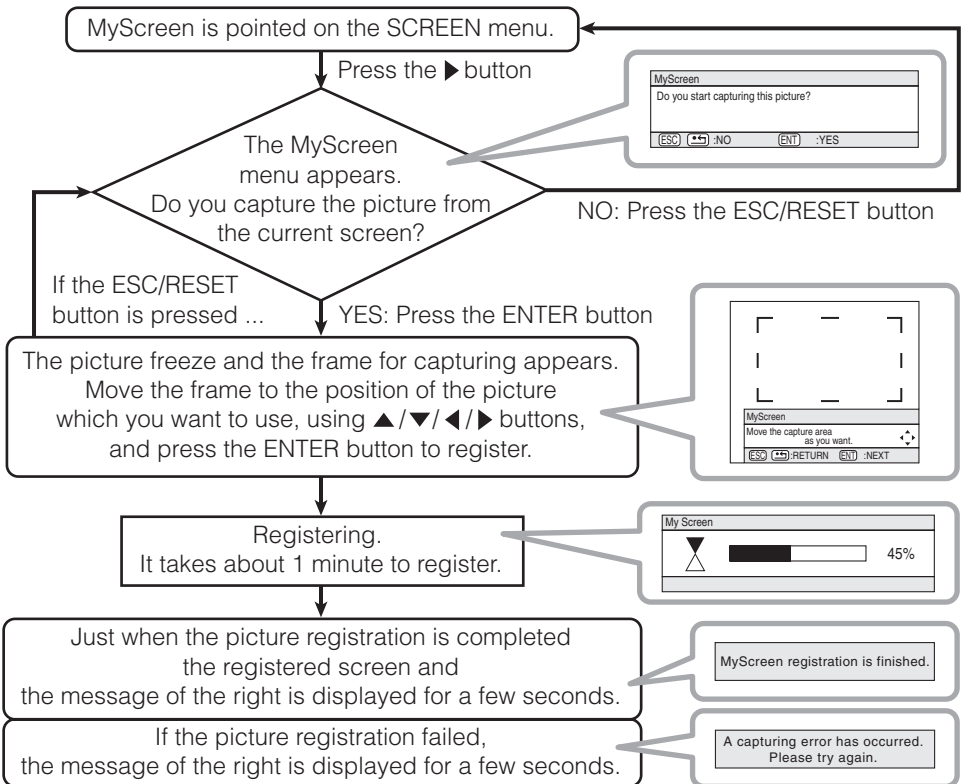 MyScreen is pointed on the SCREEN menu.
Press the ▶ button
MyScreen
Do you start capturing this picture?
ESC :NO ENT :YES
The MyScreen
menu appears.
Do you capture the picture from
the current screen?
NO: Press the ESC/RESET button
If the ESC/RESET
button is pressed ...
YES: Press the ENTER button
The picture freeze and the frame for capturing appears.
Move the frame to the position of the picture
which you want to use, using ▲/▼/◀/▶ buttons,
and press the ENTER button to register.
MyScreen
Move the capture area
as you want.
ESC :RETURN ENT :NEXT
Registering.
It takes about 1 minute to register.
My Screen
45%
Just when the picture registration is completed
the registered screen and
the message of the right is displayed for a few seconds.
MyScreen registration is finished.
If the picture registration failed,
the message of the right is displayed for a few seconds.
A capturing error has occurred.
Please try again.